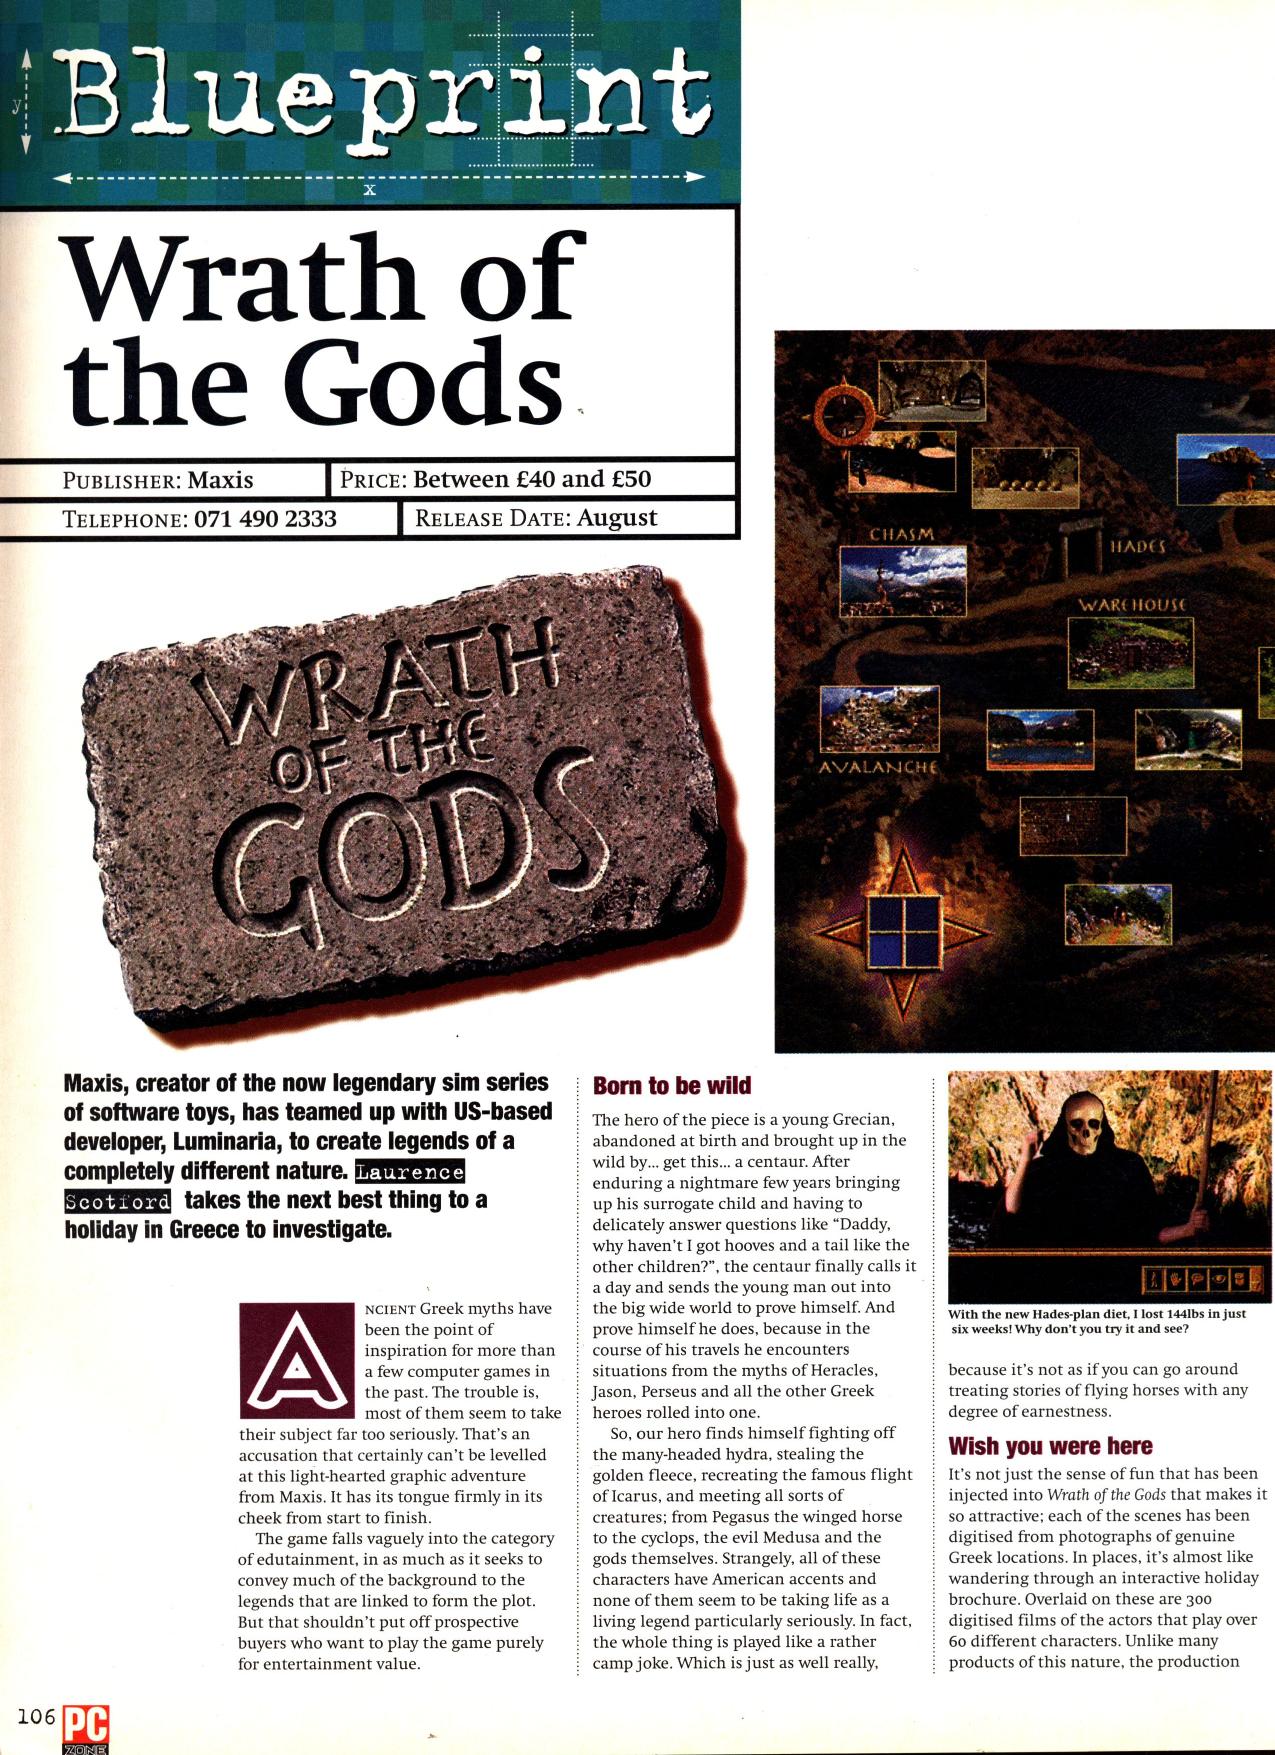 Blueprint
y
x
Wrath of
the Gods
PUBLISHER: Maxis
PRICE: Between £40 and £50
TELEPHONE: 071 490 2333
RELEASE DATE: August
WRATH
OF THE
GODS
CHASM
HADES
WAREHOUSE
AVALANCHE
Maxis, creator of the now legendary sim series
of software toys, has teamed up with US-based
developer, Luminaria, to create legends of a
completely different nature. Laurence
Scotford takes the next best thing to a
holiday in Greece to investigate.
ANCIENT Greek myths have
been the point of
inspiration for more than
a few computer games in
the past. The trouble is,
most of them seem to take
their subject far too seriously. That's an
accusation that certainly can't be levelled
at this light-hearted graphic adventure
from Maxis. It has its tongue firmly in its
cheek from start to finish.
The game falls vaguely into the category
of edutainment, in as much as it seeks to
convey much of the background to the
legends that are linked to form the plot.
But that shouldn't put off prospective
buyers who want to play the game purely
for entertainment value.
Born to be wild
The hero of the piece is a young Grecian,
abandoned at birth and brought up in the
wild by... get this... a centaur. After
enduring a nightmare few years bringing
up his surrogate child and having to
delicately answer questions like “Daddy,
why haven't I got hooves and a tail like the
other children?”, the centaur finally calls it
a day and sends the young man out into
the big wide world to prove himself. And
prove himself he does, because in the
course of his travels he encounters
situations from the myths of Heracles,
Jason, Perseus and all the other Greek
heroes rolled into one.
So, our hero finds himself fighting off
the many-headed hydra, stealing the
golden fleece, recreating the famous flight
of Icarus, and meeting all sorts of
creatures; from Pegasus the winged horse
to the cyclops, the evil Medusa and the
gods themselves. Strangely, all of these
characters have American accents and
none of them seem to be taking life as a
living legend particularly seriously. In fact,
the whole thing is played like a rather
camp joke. Which is just as well really,
With the new Hades-plan diet, I lost 144lbs in just
six weeks! Why don't you try it and see?
because it's not as if you can go around
treating stories of flying horses with any
degree of earnestness.
Wish you were here
It's not just the sense of fun that has been
injected into Wrath of the Gods that makes it
so attractive; each of the scenes has been
digitised from photographs of genuine
Greek locations. In places, it's almost like
wandering through an interactive holiday
brochure. Overlaid on these are 300
digitised films of the actors that play over
60 different characters. Unlike many
products of this nature, the production
106
PC
ZONE